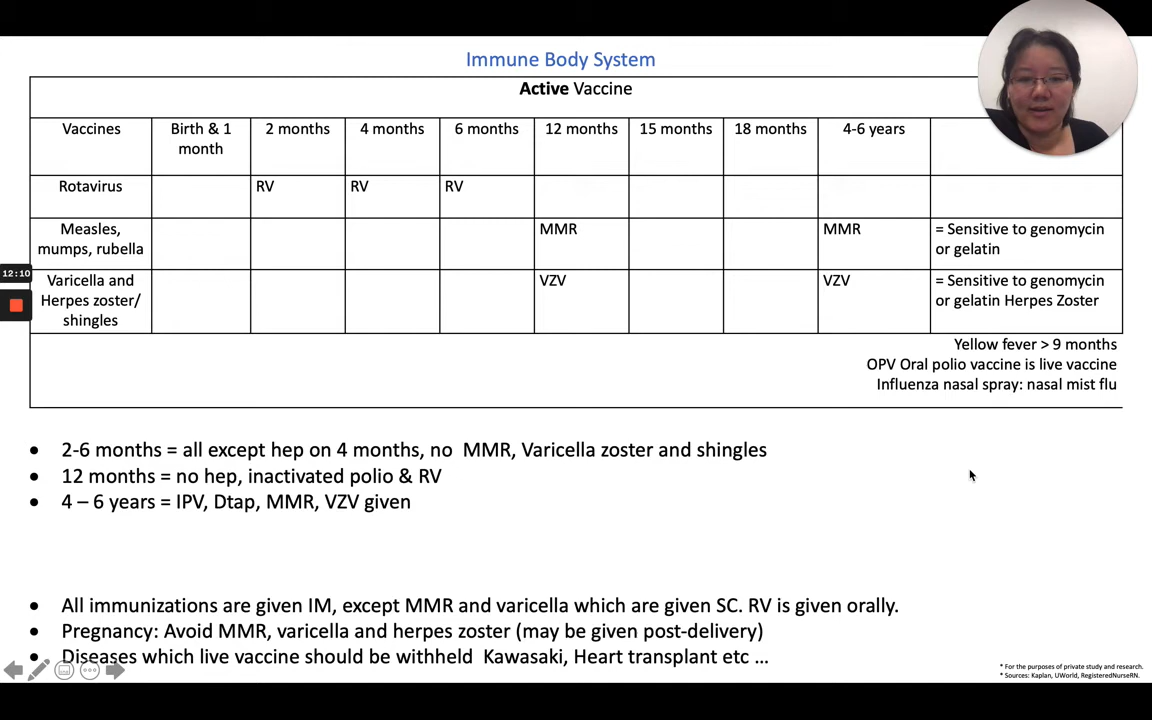 Immune Body System
Active Vaccine
Vaccines
Birth & 1
month
2 months
4 months
6 months
12 months
15 months
18 months
4-6 years
Rotavirus
RV
RV
RV
Measles,
mumps, rubella
MMR
MMR
= Sensitive to genomycin
or gelatin
12:10
Varicella and
Herpes zoster/
shingles
VZV
VZV
= Sensitive to genomycin
or gelatin Herpes Zoster
Yellow fever > 9 months
OPV Oral polio vaccine is live vaccine
Influenza nasal spray: nasal mist flu
• 2-6 months = all except hep on 4 months, no MMR, Varicella zoster and shingles
• 12 months = no hep, inactivated polio & RV
• 4 – 6 years = IPV, Dtap, MMR, VZV given
• All immunizations are given IM, except MMR and varicella which are given SC. RV is given orally.
• Pregnancy: Avoid MMR, varicella and herpes zoster (may be given post-delivery)
• Diseases which live vaccine should be withheld Kawasaki, Heart transplant etc ...
* For the purposes of private study and research.
* Sources: Kaplan, UWorld, RegisteredNurseRN.